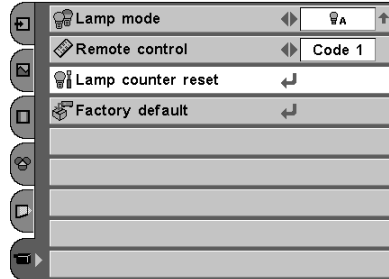 Lamp mode A
Remote control Code 1
Lamp counter reset
Factory default